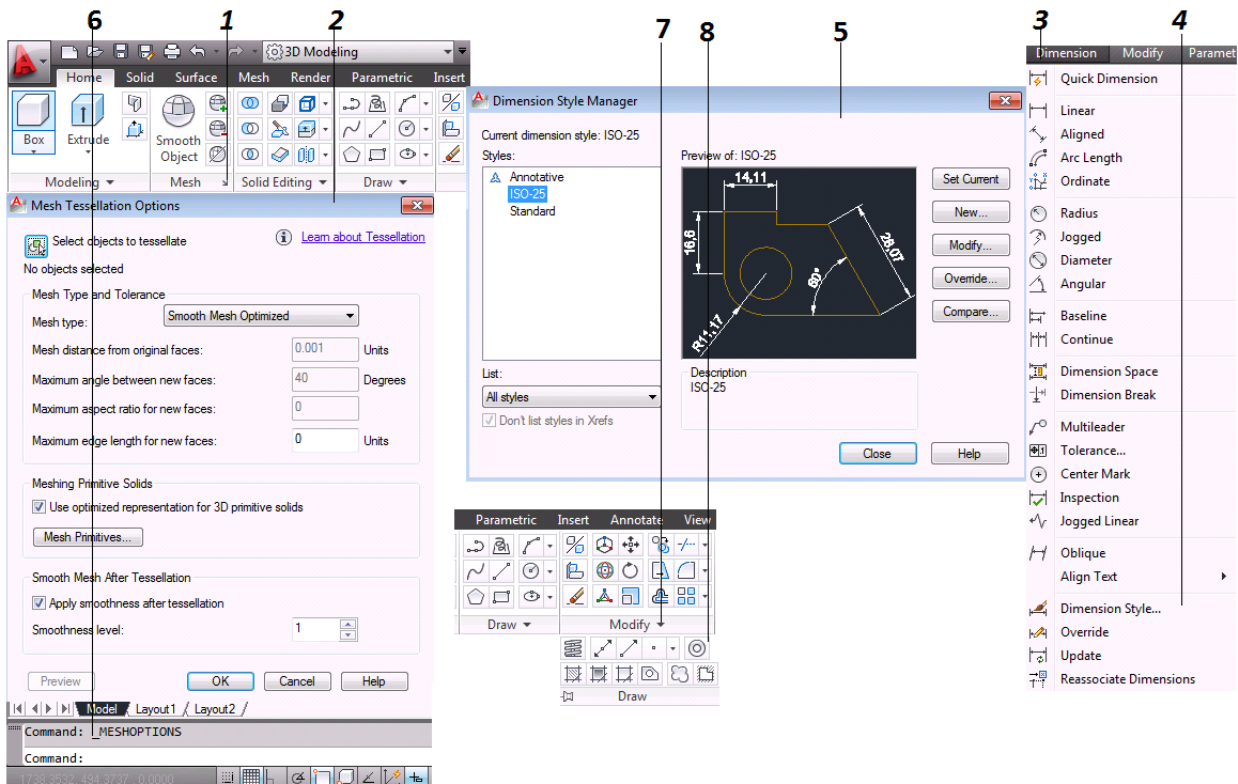 6 1 2 7 8 5 3 4
3D Modeling
Home Solid Surface Mesh Render Parametric Insert
Box
Extrude
Smooth
Object
Modeling Mesh Solid Editing Draw
Mesh Tessellation Options
Select objects to tessellate
Learn about Tessellation
No objects selected
Mesh Type and Tolerance
Mesh type: Smooth Mesh Optimized
Mesh distance from original faces: 0.001 Units
Maximum angle between new faces: 40 Degrees
Maximum aspect ratio for new faces: 0
Maximum edge length for new faces: 0 Units
Meshing Primitive Solids
Use optimized representation for 3D primitive solids
Mesh Primitives...
Smooth Mesh After Tessellation
Apply smoothness after tessellation
Smoothness level: 1
Preview OK Cancel Help
Model Layout1 Layout2
Command: _MESHOPTIONS
Command:
Dimension Style Manager
Current dimension style: ISO-25
Styles:
Annotative
ISO-25
Standard
List:
All styles
Don't list styles in Xrefs
Preview of: ISO-25
14,11
16,6
28,07
60°
R11,17
Description
ISO-25
Set Current
New...
Modify...
Override...
Compare...
Close Help
Parametric Insert Annotate View
Draw Modify
Draw
Dimension Modify Paramet
Quick Dimension
Linear
Aligned
Arc Length
Ordinate
Radius
Jogged
Diameter
Angular
Baseline
Continue
Dimension Space
Dimension Break
Multileader
Tolerance...
Center Mark
Inspection
Jogged Linear
Oblique
Align Text
Dimension Style...
Override
Update
Reassociate Dimensions